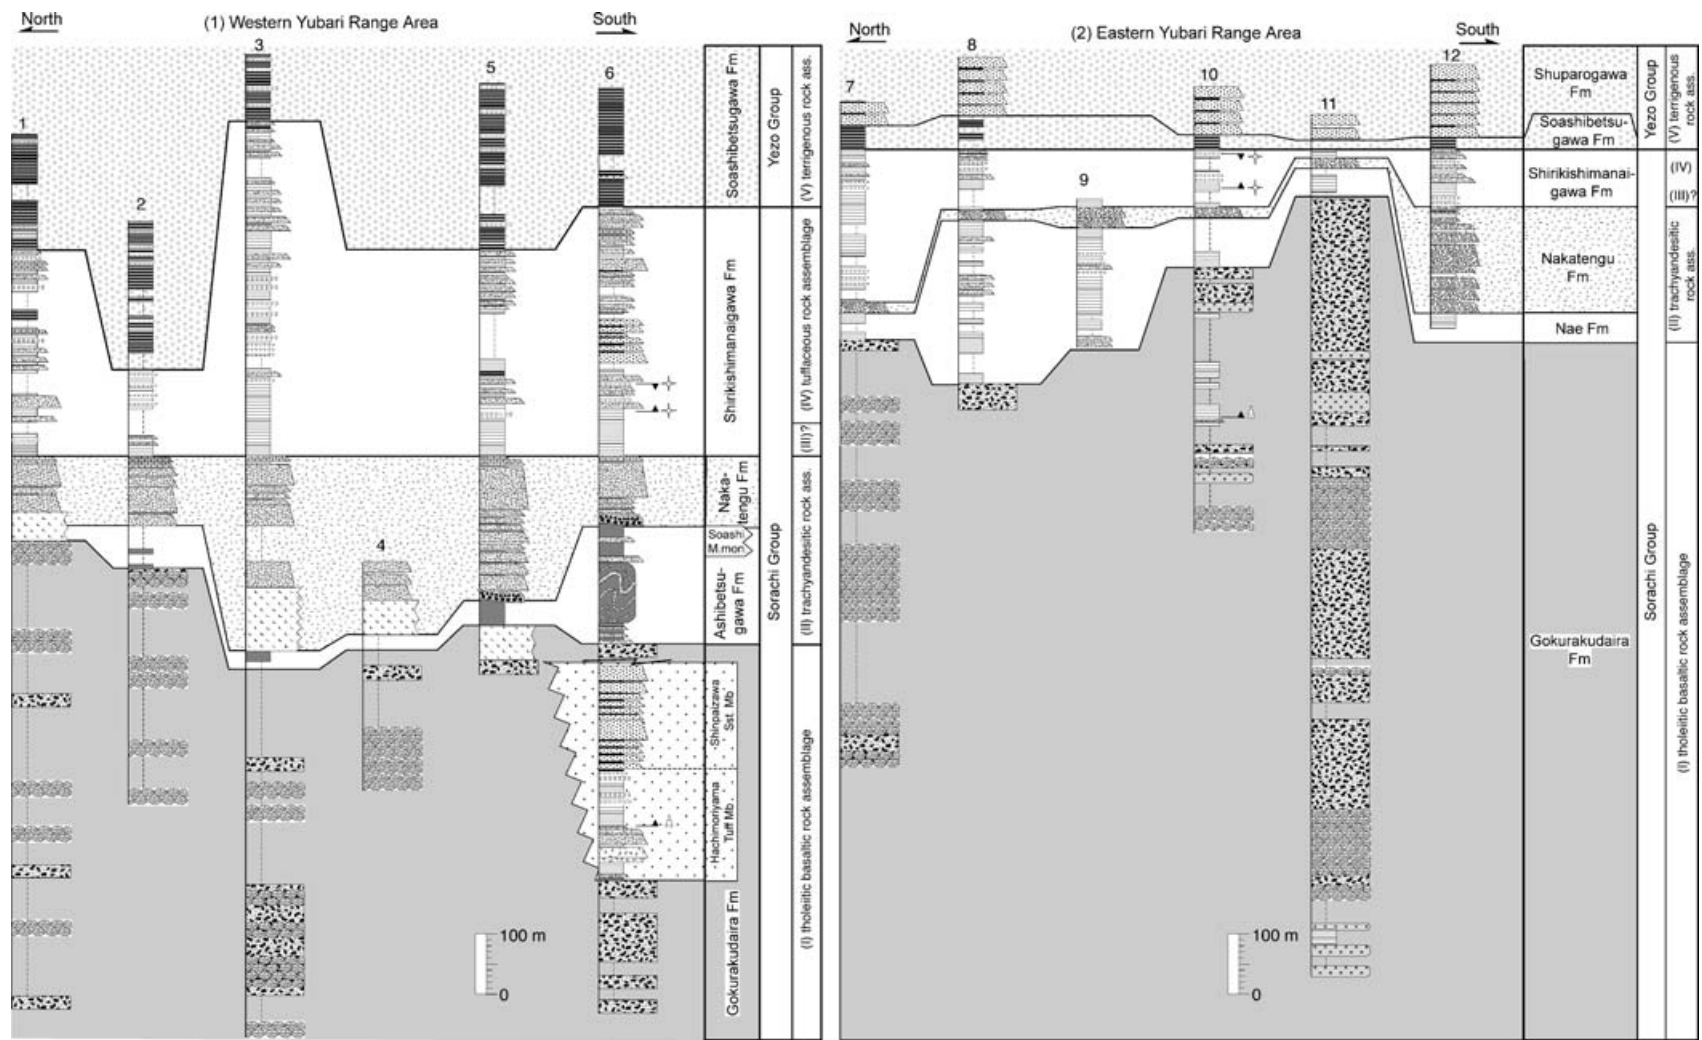 North
(1) Western Yubari Range Area
South
1
2
3
4
5
6
Soashibetsugawa Fm
Shirikishimanaigawa Fm
Naka-
tengu Fm
Soashi
M.mon
Ashibetsu-
gawa Fm
Shinpaizawa
Sst Mb
Hachimoriyama
Tuff Mb
Gokurakudaira Fm
Yezo Group
Sorachi Group
(V) terrigenous rock ass.
(IV) tuffaceous rock assemblage
(III)?
(II) trachyandesitic rock ass.
(I) tholeiitic basaltic rock assemblage
100 m
0
North
(2) Eastern Yubari Range Area
South
7
8
9
10
11
12
Shuparogawa
Fm
Soashibetsu-
gawa Fm
Shirikishimanai-
gawa Fm
Nakatengu
Fm
Nae Fm
Gokurakudaira
Fm
Yezo Group
Sorachi Group
(V) terrigenous
rock ass.
(IV)
(III)?
(II) trachyandesitic
rock ass.
(I) tholeiitic basaltic rock assemblage
100 m
0